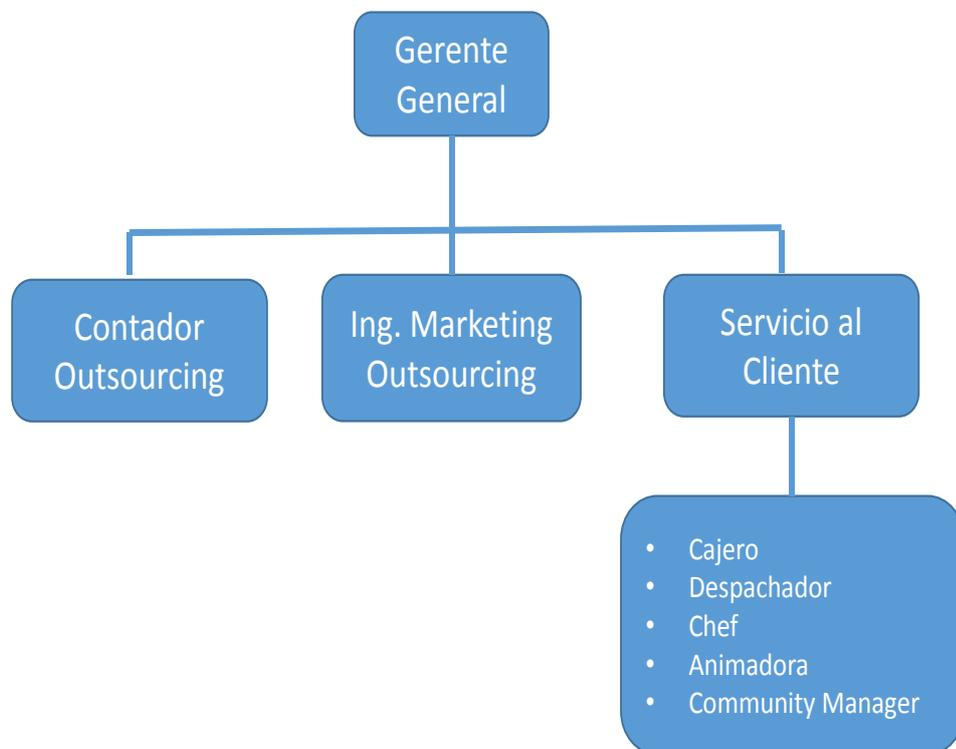 Gerente
General
Contador
Outsourcing
Ing. Marketing
Outsourcing
Servicio al
Cliente
• Cajero
• Despachador
• Chef
• Animadora
• Community Manager